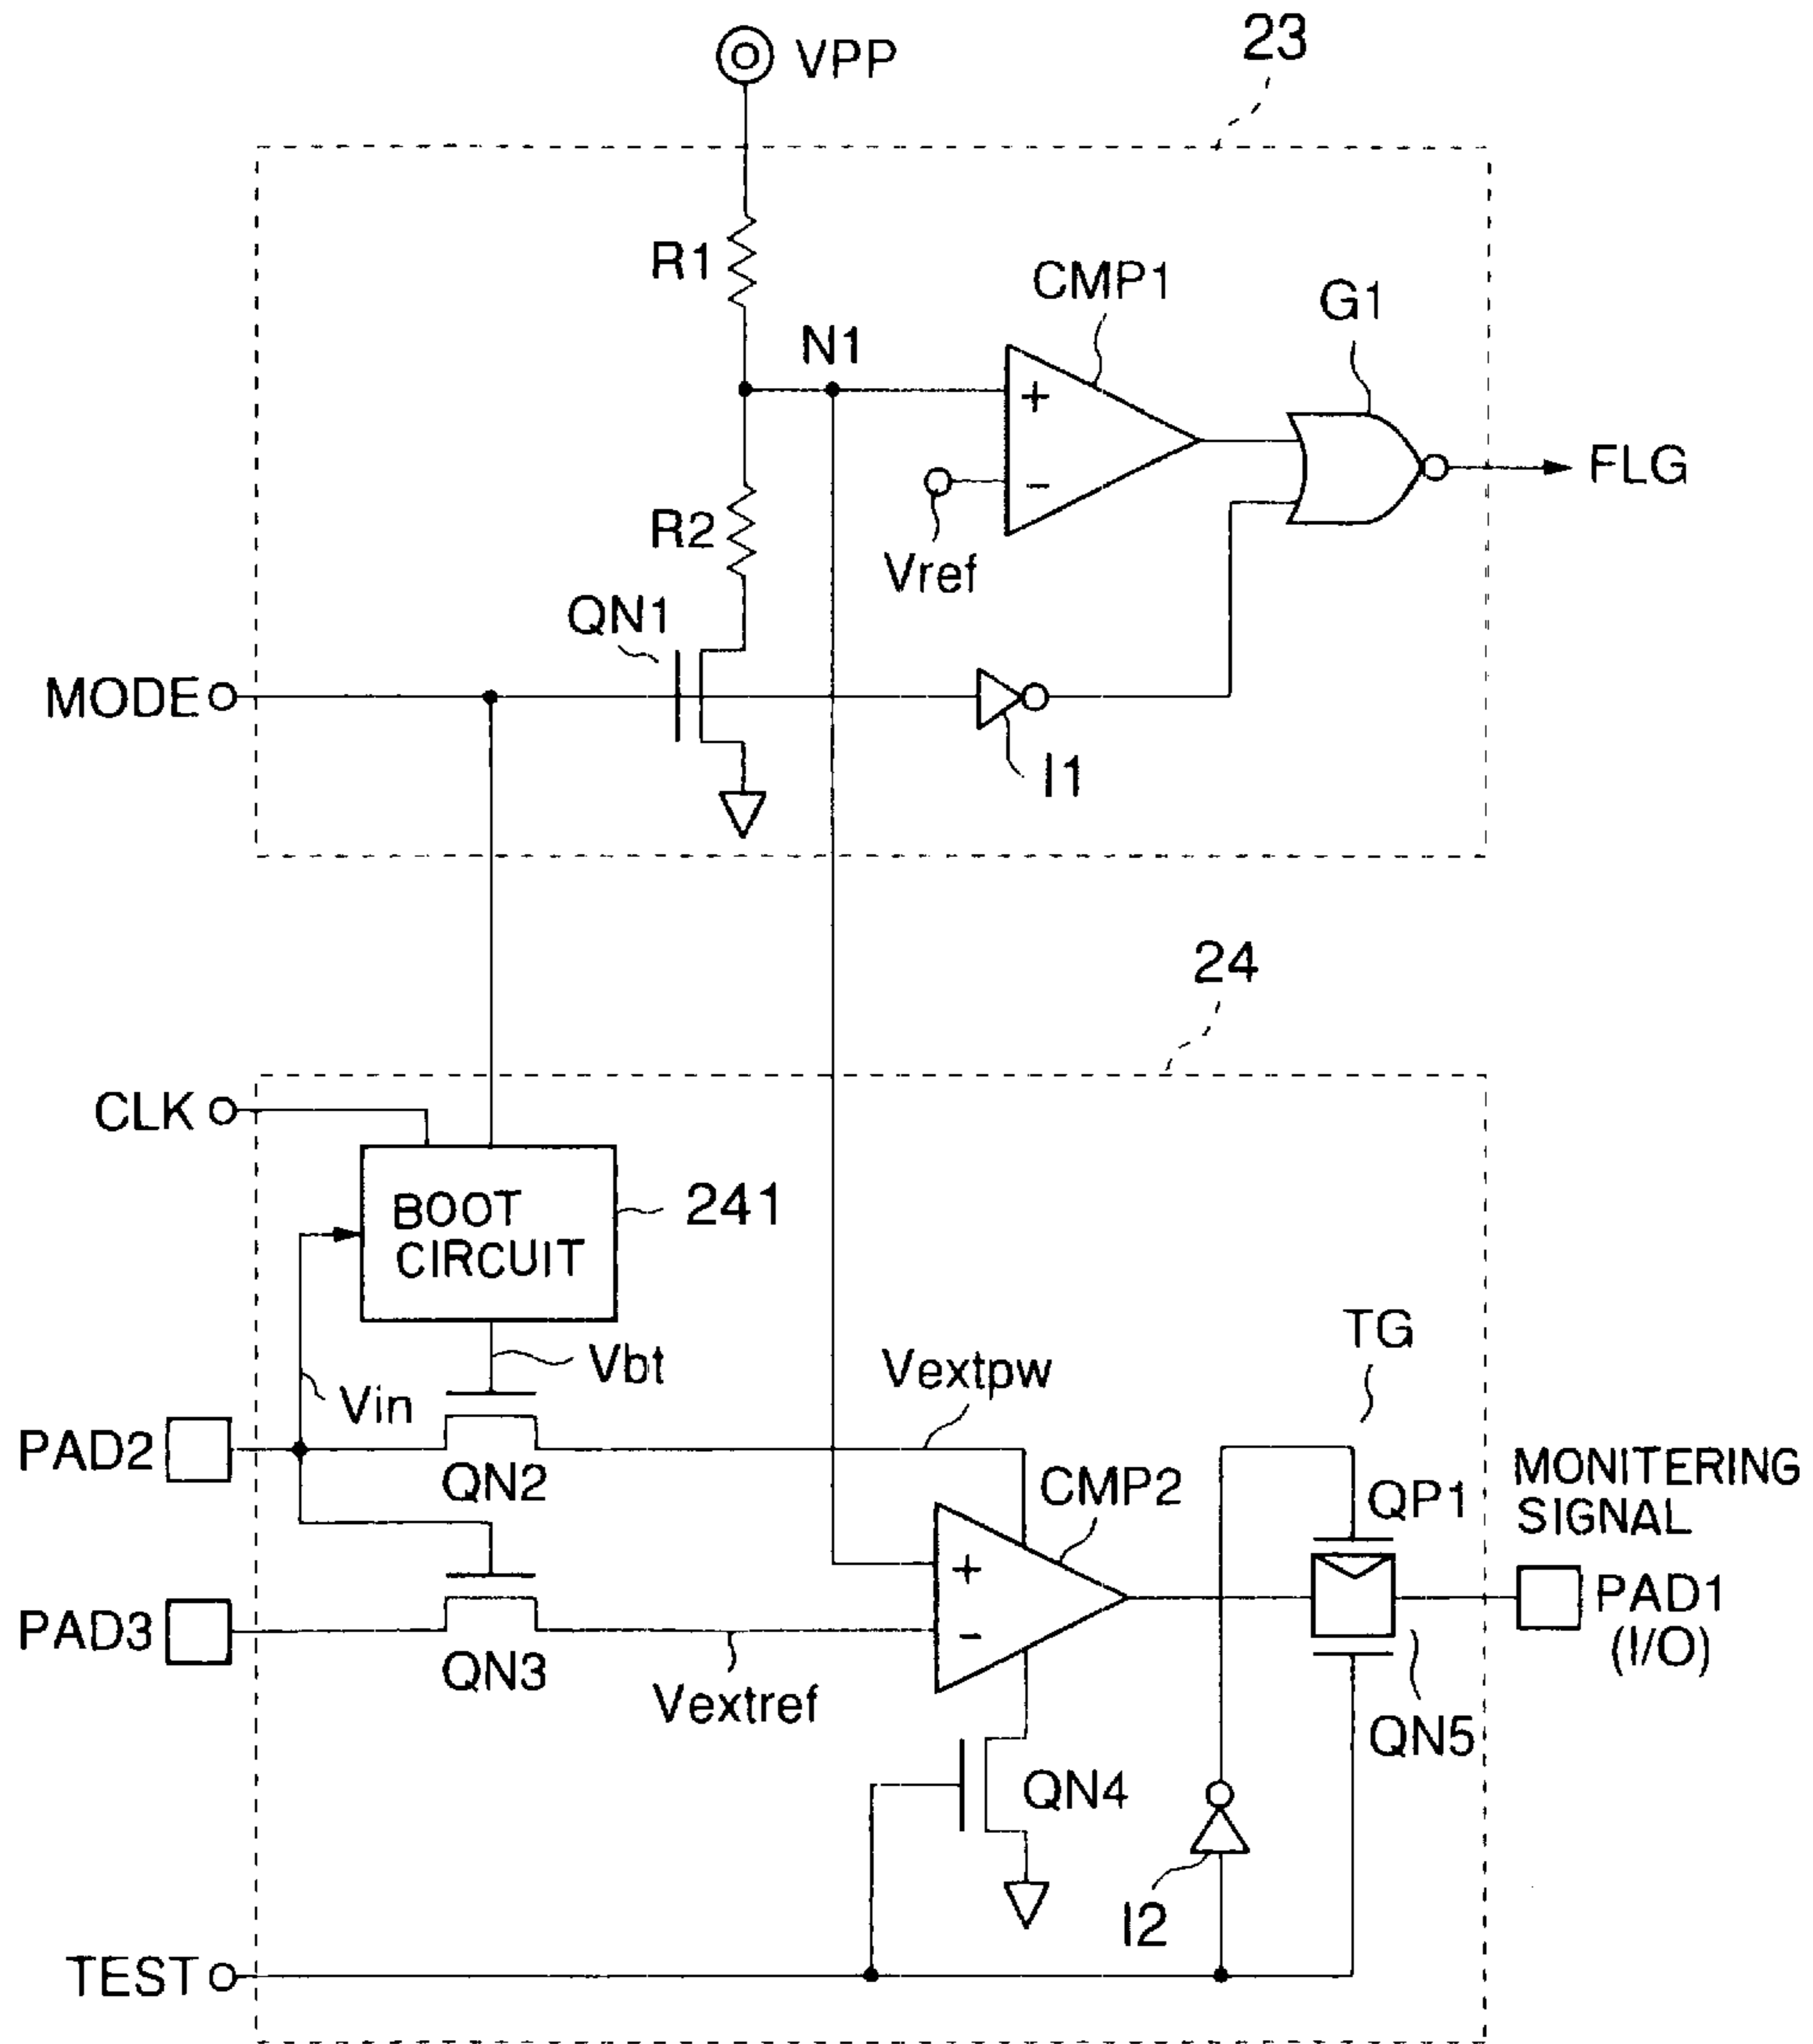 23
VPP
R1
CMP1
G1
N1
+
-
FLG
R2
Vref
QN1
MODE
I1
24
CLK
BOOT
CIRCUIT
241
TG
Vbt
Vextpw
Vin
PAD2
QN2
CMP2
QP1
MONITERING
SIGNAL
+
-
PAD3
PAD1
(I/O)
QN3
Vextref
QN5
QN4
I2
TEST